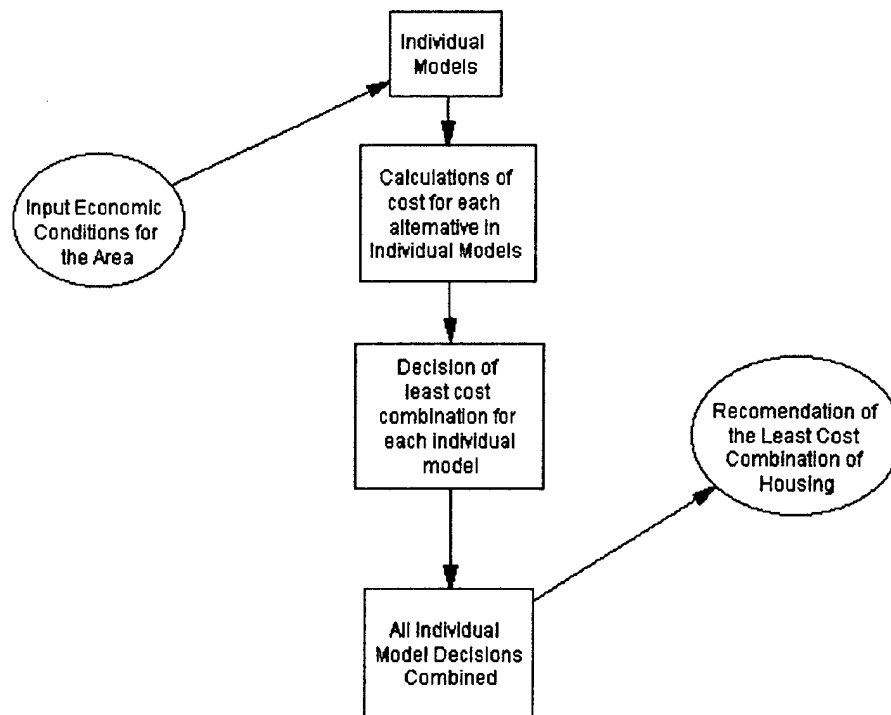 Individual
Models
Input Economic
Conditions for
the Area
Calculations of
cost for each
alternative in
Individual Models
Decision of
least cost
combination for
each individual
model
Recomendation of
the Least Cost
Combination of
Housing
All Individual
Model Decisions
Combined